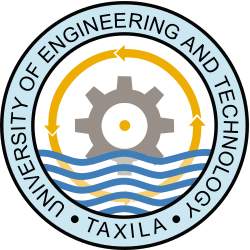 UNIVERSITY OF ENGINEERING AND TECHNOLOGY
• TAXILA •